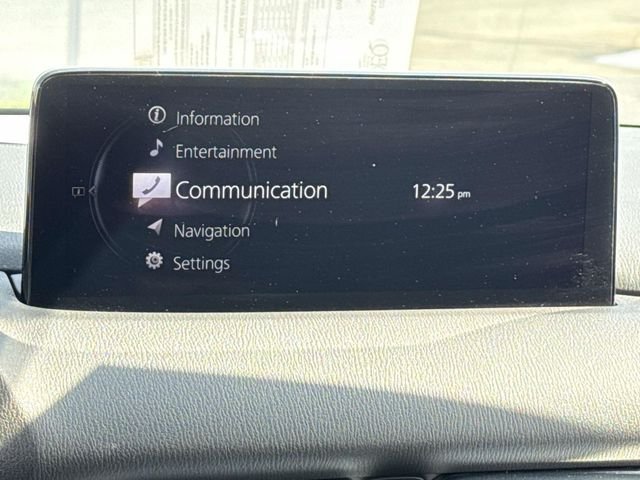 Information
Entertainment
Communication
12:25 pm
Navigation
Settings